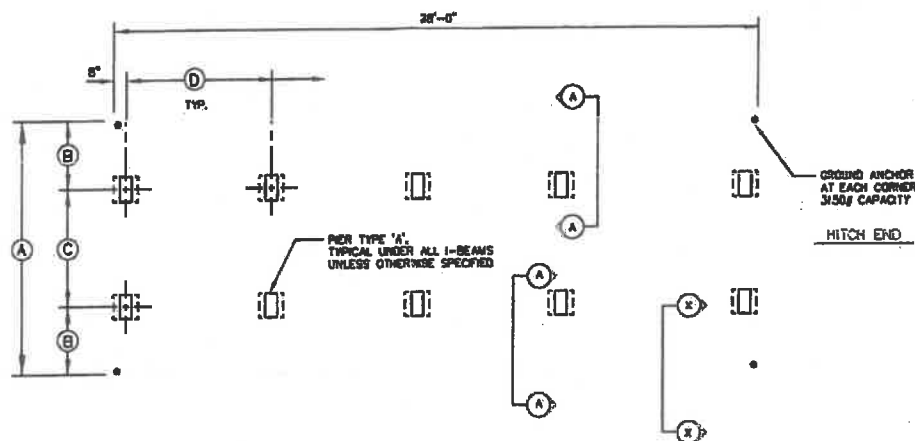 28'-0"
8"
D
TYP.
A
B
C
B
A
A
GROUND ANCHOR
AT EACH CORNER
3150# CAPACITY
HITCH END
PIER TYPE 'A',
TYPICAL UNDER ALL I-BEAMS
UNLESS OTHERWISE SPECIFIED
A
A
X
X